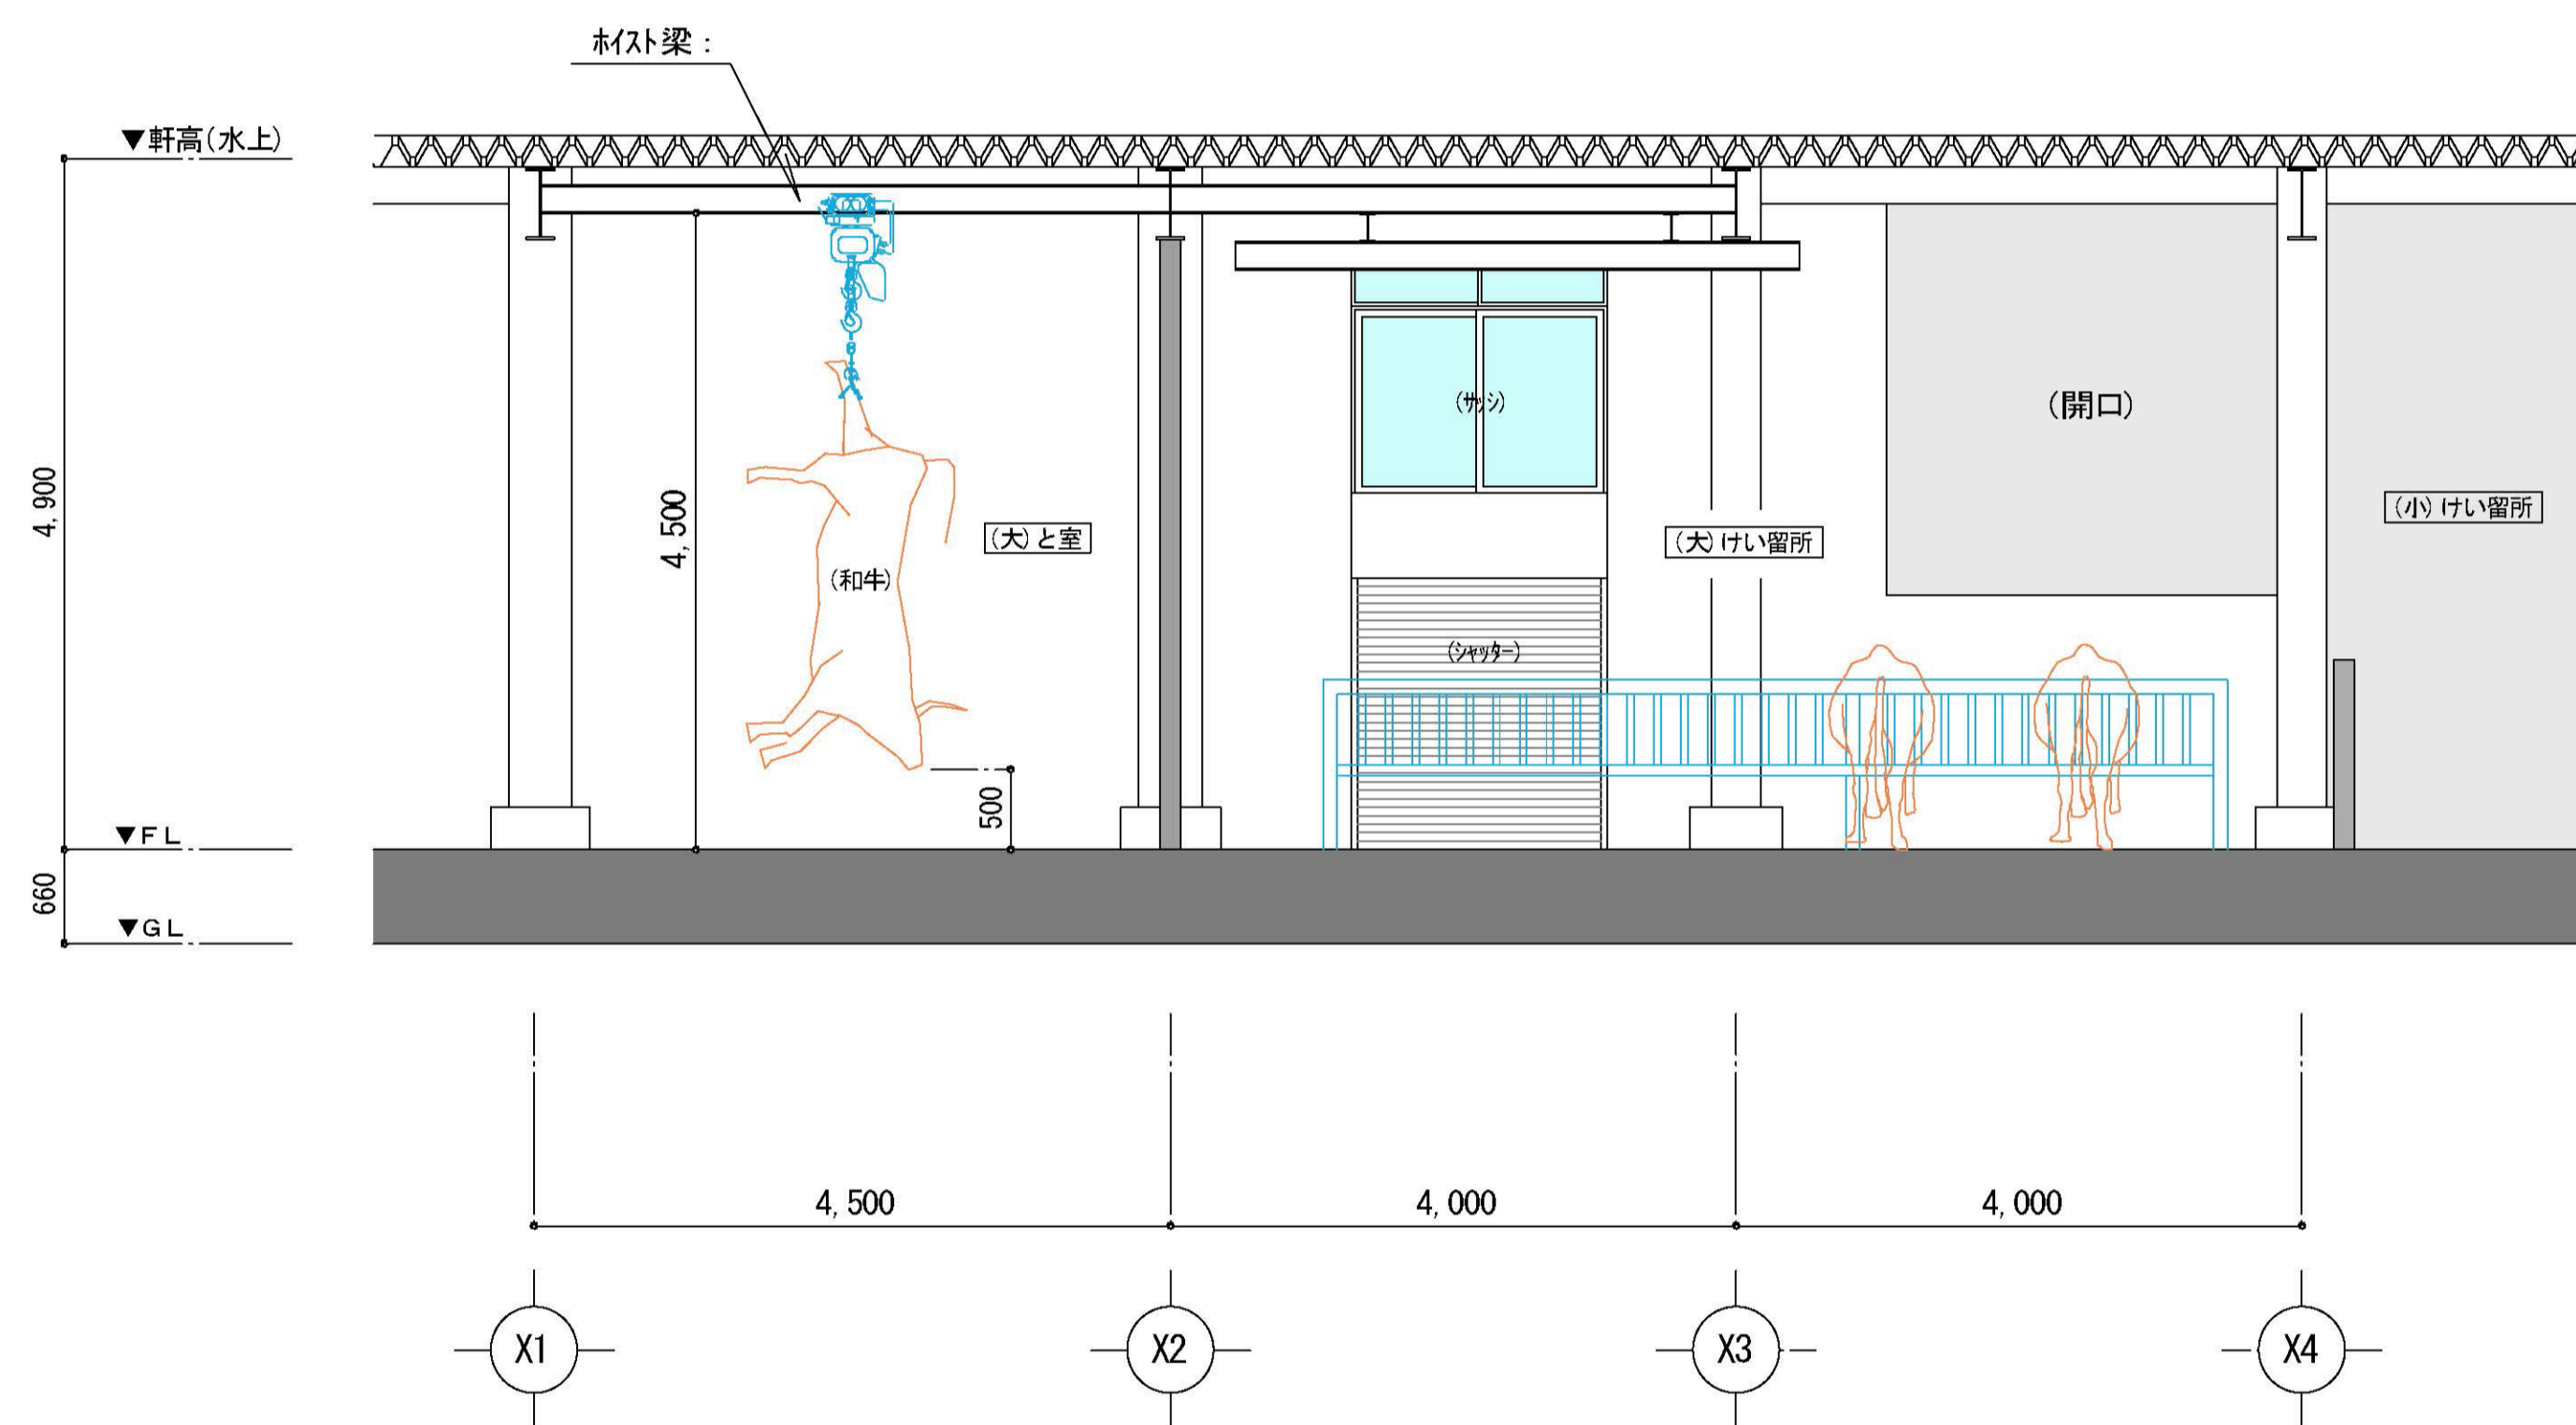 ホイスト梁：
▼軒高(水上)
(サッシ)
(開口)
4,900
4,500
(小)けい留所
(大)と室
(大)けい留所
(和牛)
(シャッター)
500
▼FL
660
▼GL
4,500
4,000
4,000
X1
X2
X3
X4